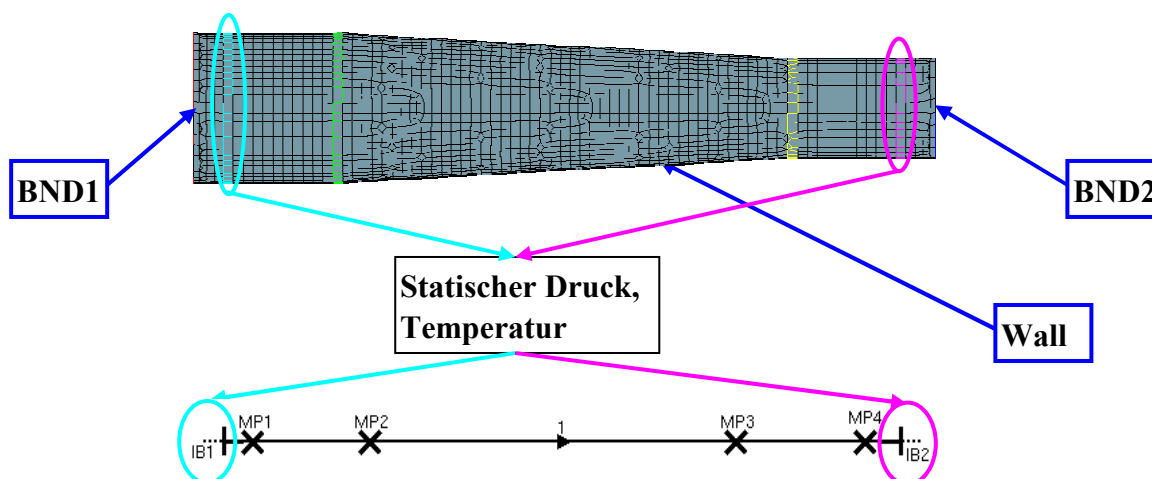 BND1
BND2
Statischer Druck,
Temperatur
Wall
MP1
MP2
1
MP3
MP4
IB1
IB2